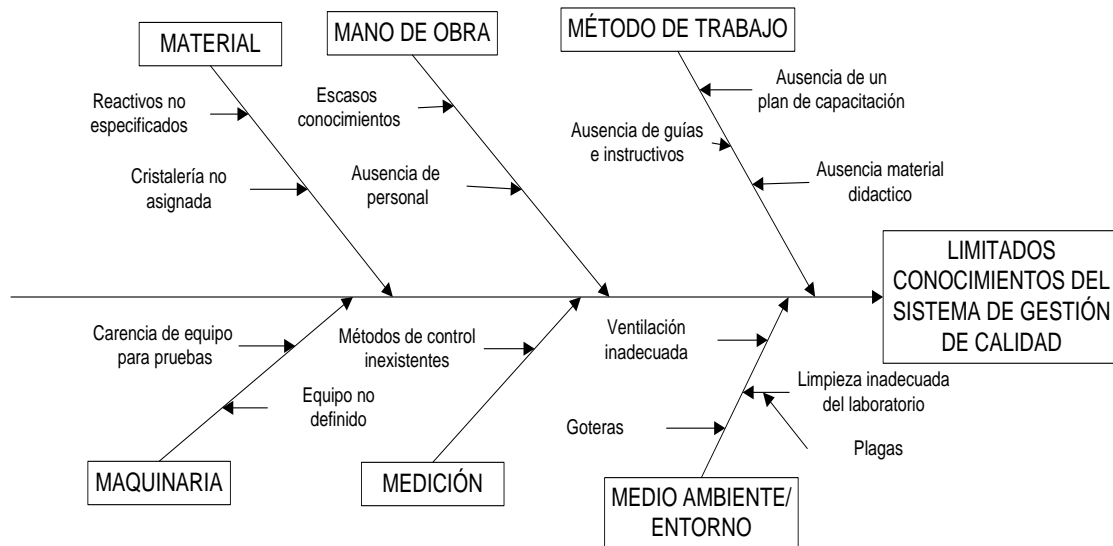 MATERIAL
MANO DE OBRA
MÉTODO DE TRABAJO
Reactivos no
especificados
Cristalería no
asignada
Escasos
conocimientos
Ausencia de
personal
Ausencia de un
plan de capacitación
Ausencia de guías
e instructivos
Ausencia material
didactico
LIMITADOS
CONOCIMIENTOS DEL
SISTEMA DE GESTIÓN
DE CALIDAD
Carencia de equipo
para pruebas
Equipo no
definido
Métodos de control
inexistentes
Ventilación
inadecuada
Limpieza inadecuada
del laboratorio
Goteras
Plagas
MAQUINARIA
MEDICIÓN
MEDIO AMBIENTE/
ENTORNO